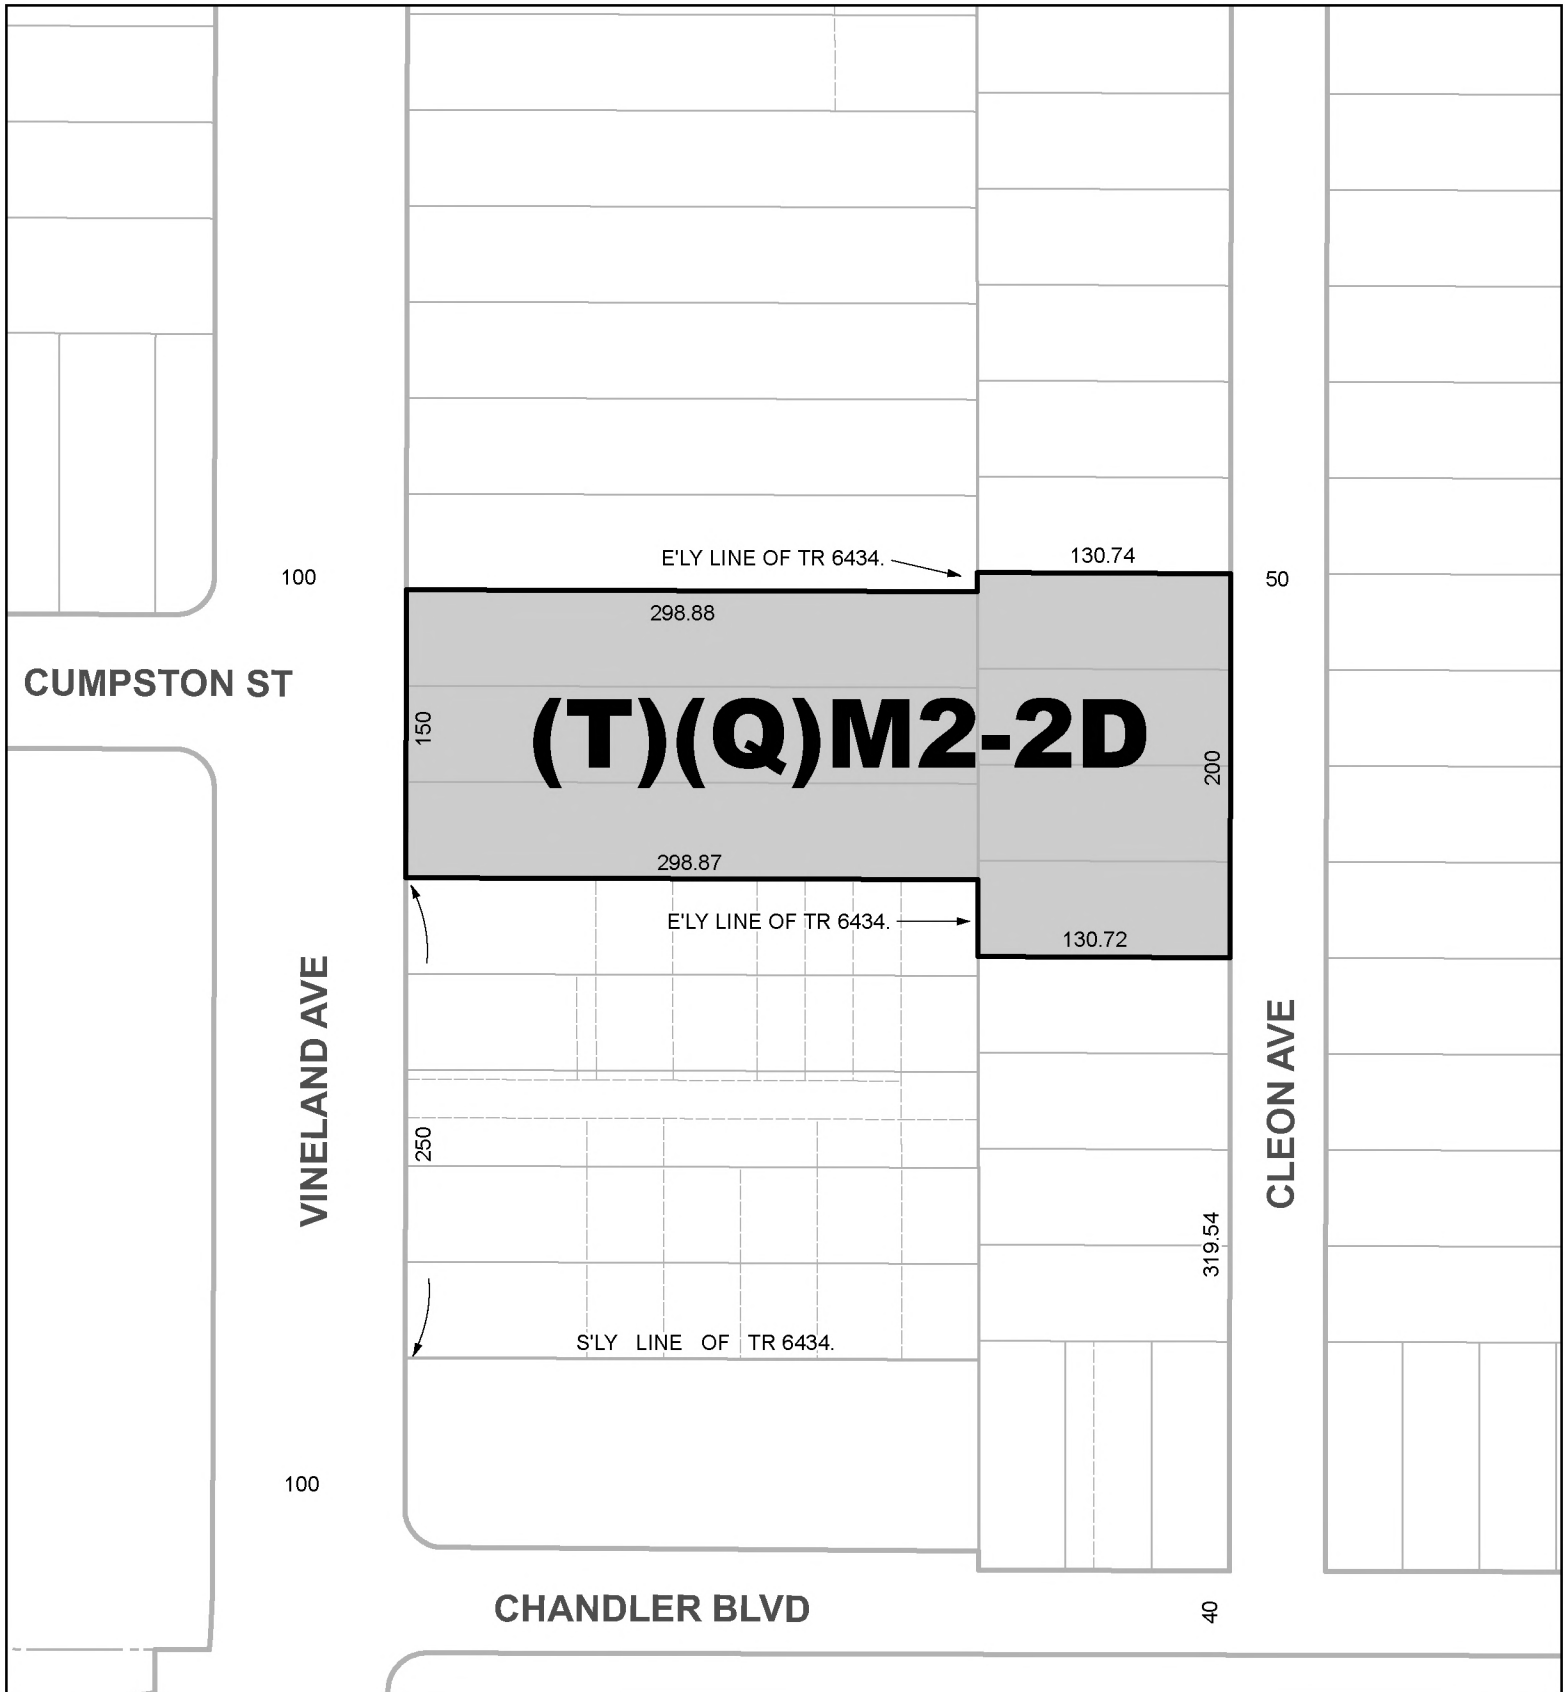 E'LY LINE OF TR 6434.
130.74
100
50
298.88
CUMPSTON ST
150
(T)(Q)M2-2D
200
298.87
E'LY LINE OF TR 6434.
130.72
VINELAND AVE
CLEON AVE
250
319.54
S'LY LINE OF TR 6434.
100
CHANDLER BLVD
40